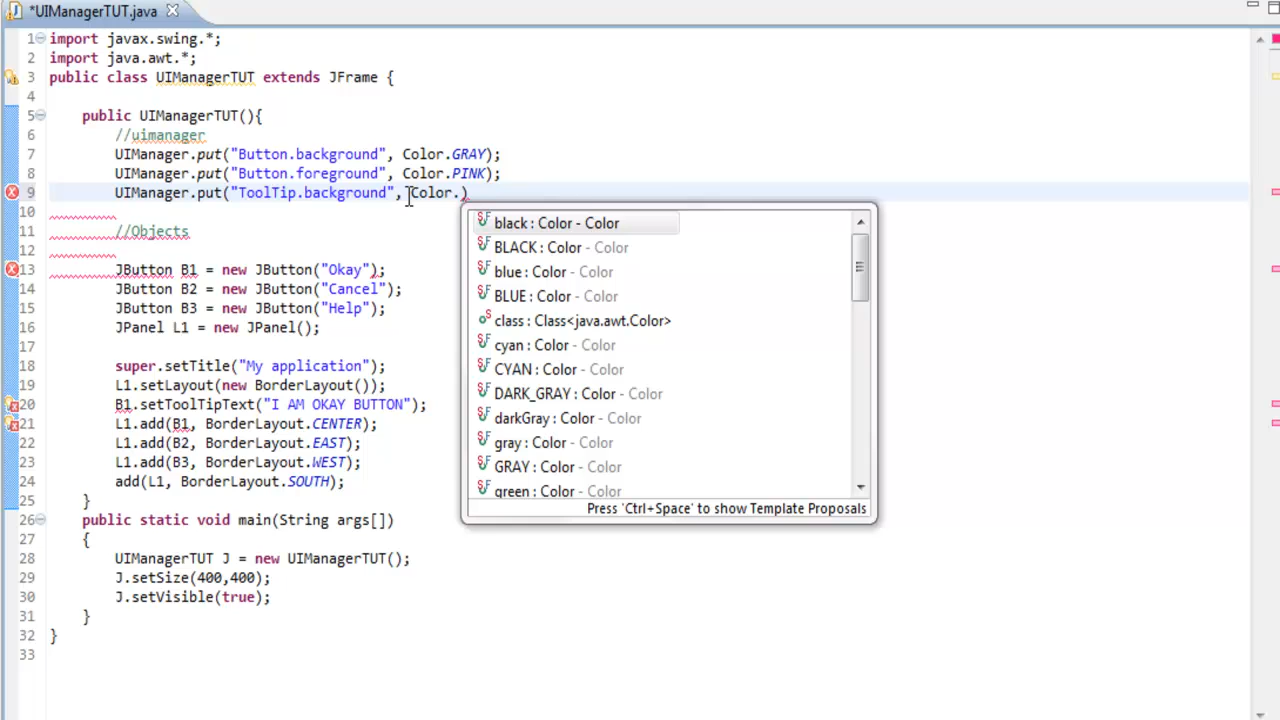 *UIManagerTUT.java
1 import javax.swing.*;
2 import java.awt.*;
3 public class UIManagerTUT extends JFrame {
4
5 public UIManagerTUT(){
6 //uimanager
7 UIManager.put("Button.background", Color.GRAY);
8 UIManager.put("Button.foreground", Color.PINK);
9 UIManager.put("ToolTip.background", Color.)
10
11 //Objects
12
13 JButton B1 = new JButton("Okay");
14 JButton B2 = new JButton("Cancel");
15 JButton B3 = new JButton("Help");
16 JPanel L1 = new JPanel();
17
18 super.setTitle("My application");
19 L1.setLayout(new BorderLayout());
20 B1.setToolTipText("I AM OKAY BUTTON");
21 L1.add(B1, BorderLayout.CENTER);
22 L1.add(B2, BorderLayout.EAST);
23 L1.add(B3, BorderLayout.WEST);
24 add(L1, BorderLayout.SOUTH);
25 }
26 public static void main(String args[])
27 {
28 UIManagerTUT J = new UIManagerTUT();
29 J.setSize(400,400);
30 J.setVisible(true);
31 }
32 }
33
black : Color - Color
BLACK : Color - Color
blue : Color - Color
BLUE : Color - Color
class : Class<java.awt.Color>
cyan : Color - Color
CYAN : Color - Color
DARK_GRAY : Color - Color
darkGray : Color - Color
gray : Color - Color
GRAY : Color - Color
green : Color - Color
Press 'Ctrl+Space' to show Template Proposals